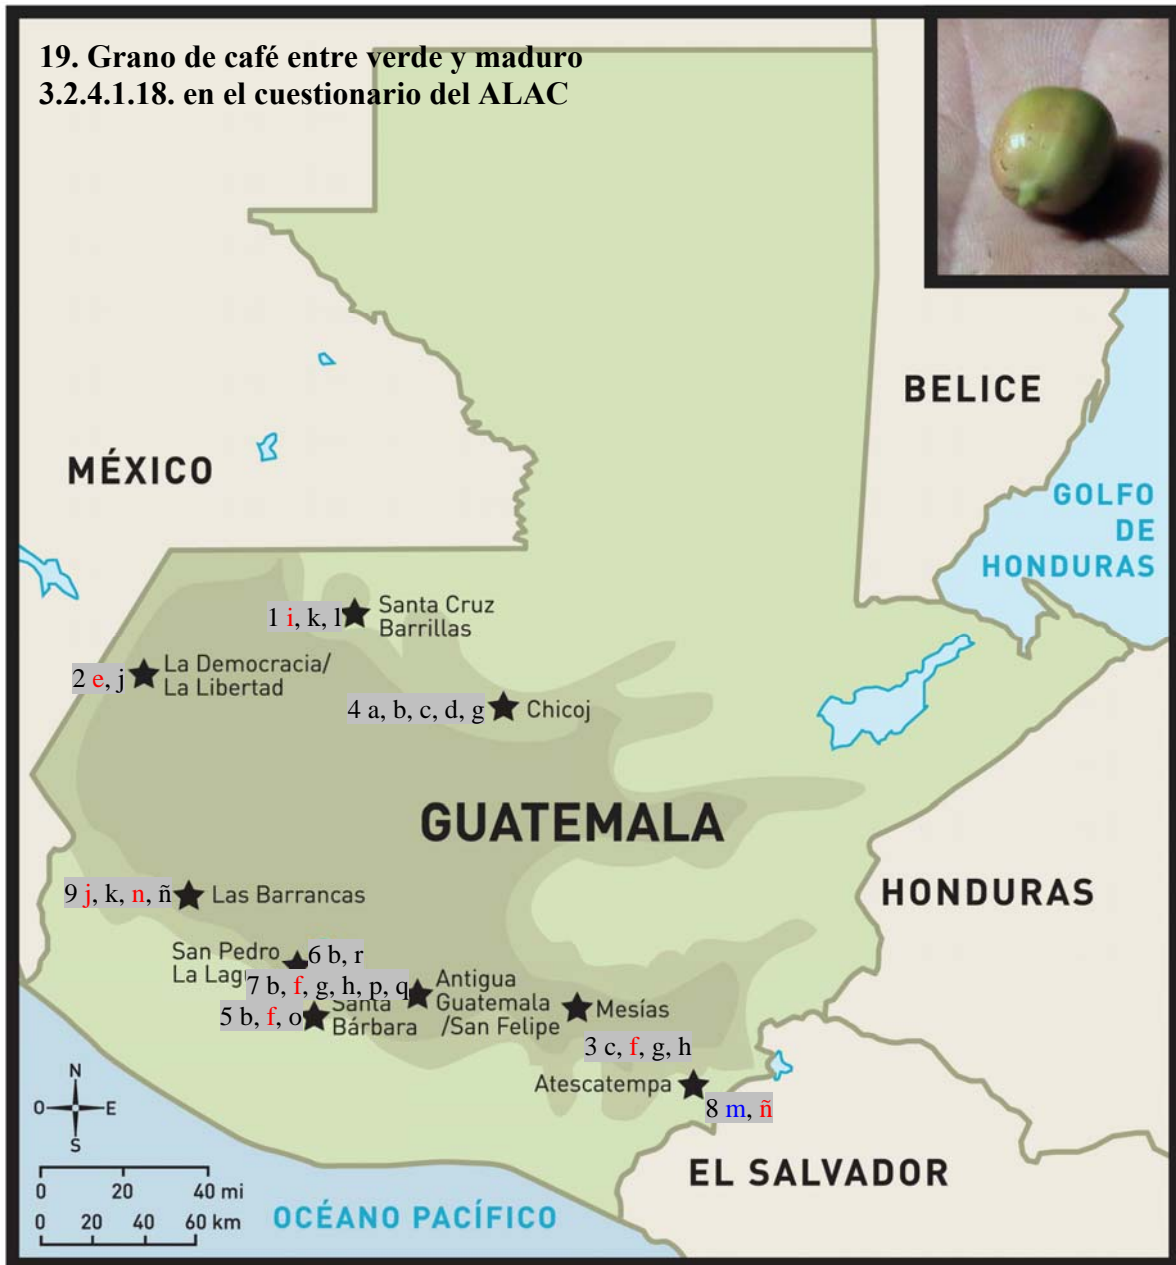 19. Grano de café entre verde y maduro
3.2.4.1.18. en el cuestionario del ALAC
BELICE
MÉXICO
GOLFO
DE
HONDURAS
1 i, k, l
Santa Cruz
Barrillas
2 e, j
La Democracia/
La Libertad
4 a, b, c, d, g
Chicoj
GUATEMALA
9 j, k, n, ñ
Las Barrancas
HONDURAS
San Pedro
La Lag
6 b, r
7 b, f, g, h, p, q
Antigua
Guatemala
/San Felipe
5 b, f, o
Santa
Bárbara
Mesías
3 c, f, g, h
Atescatempa
8 m, ñ
N
O
E
S
0 20 40 mi
0 20 40 60 km
OCÉANO PACÍFICO
EL SALVADOR